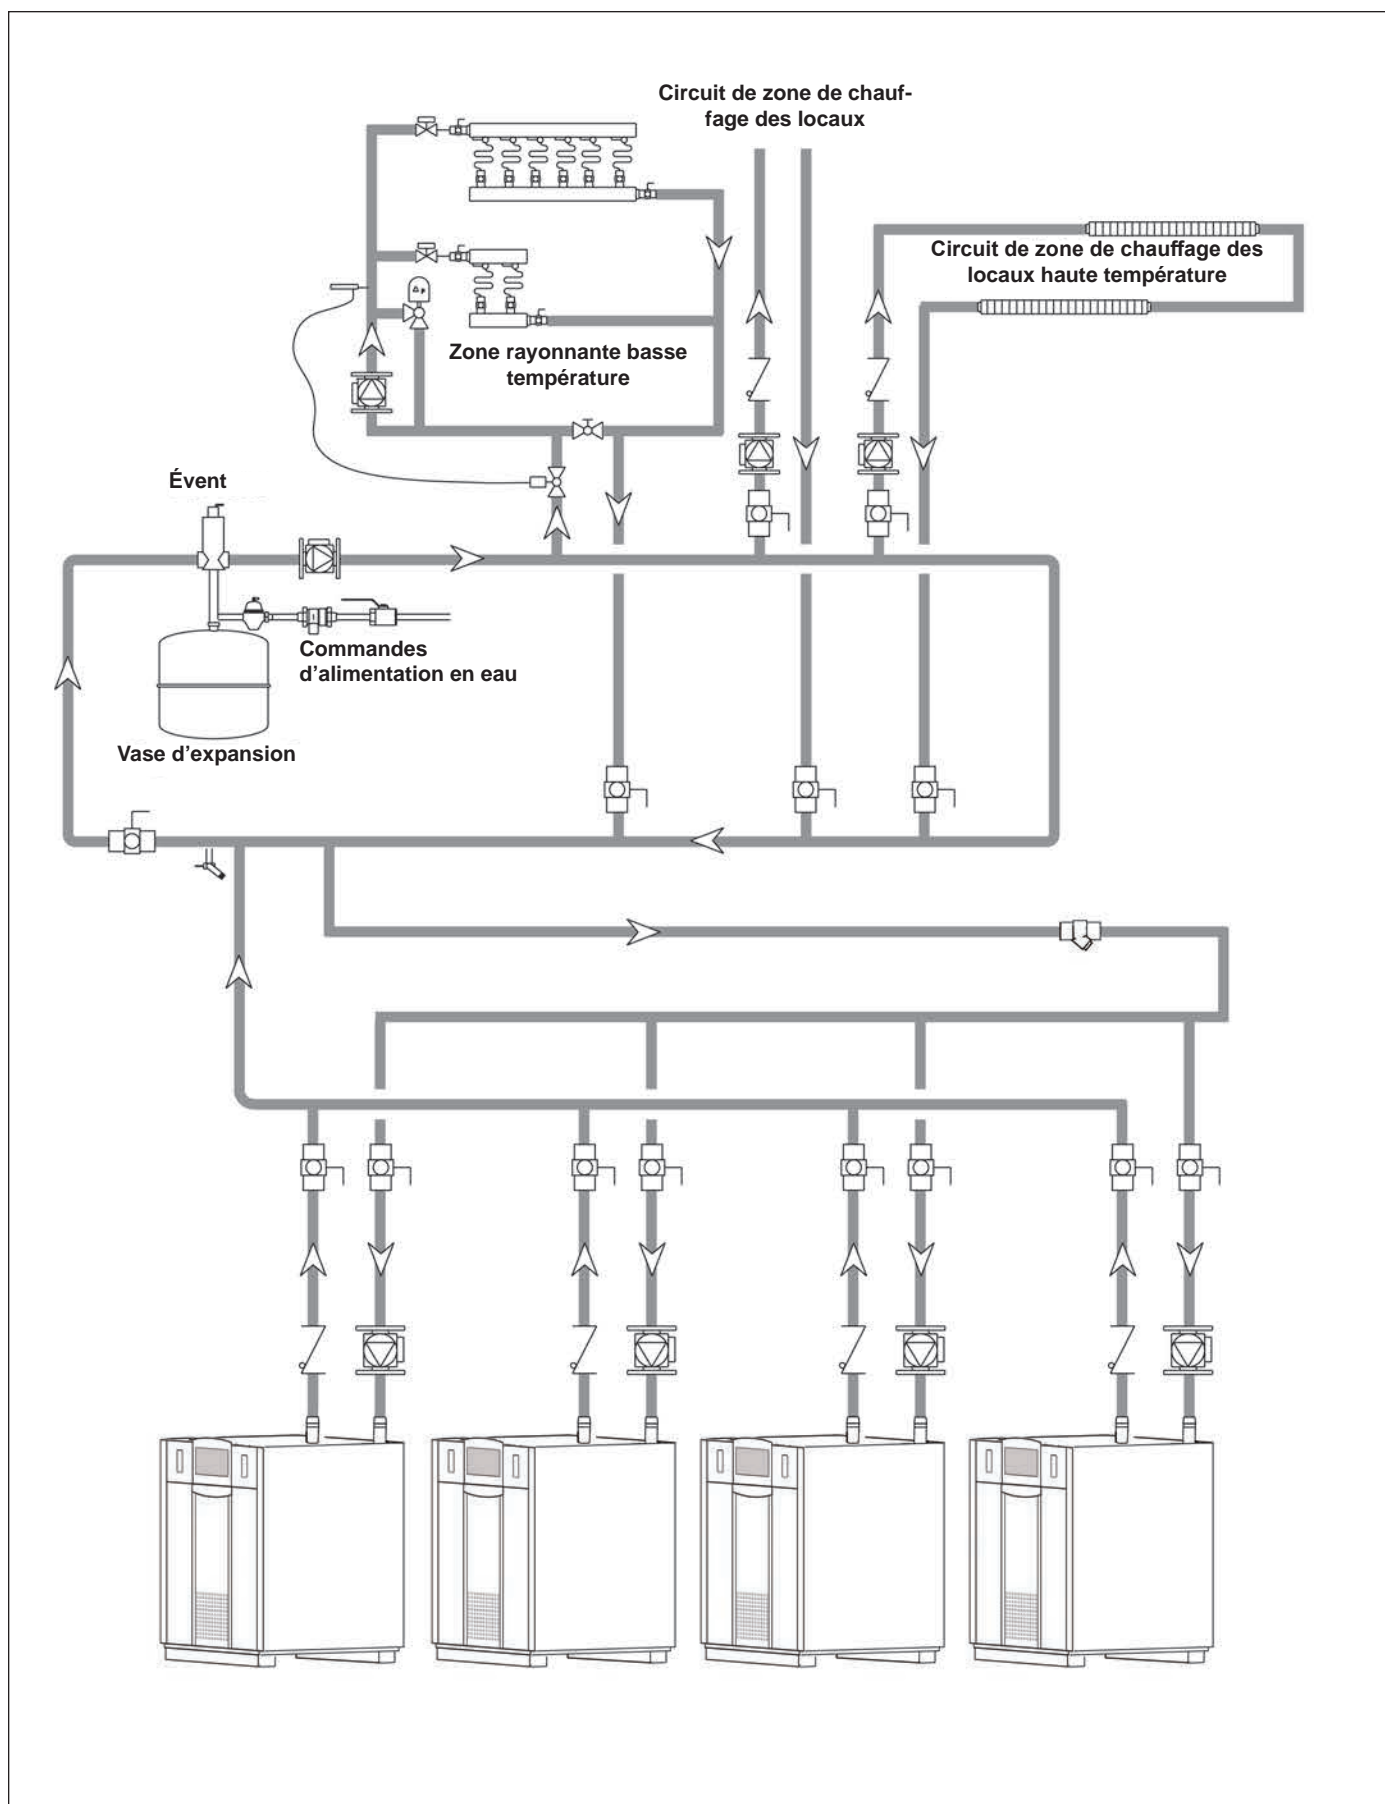 Circuit de zone de chauf-
fage des locaux
Circuit de zone de chauffage des
locaux haute température
Zone rayonnante basse
température
Évent
Commandes
d’alimentation en eau
Vase d’expansion